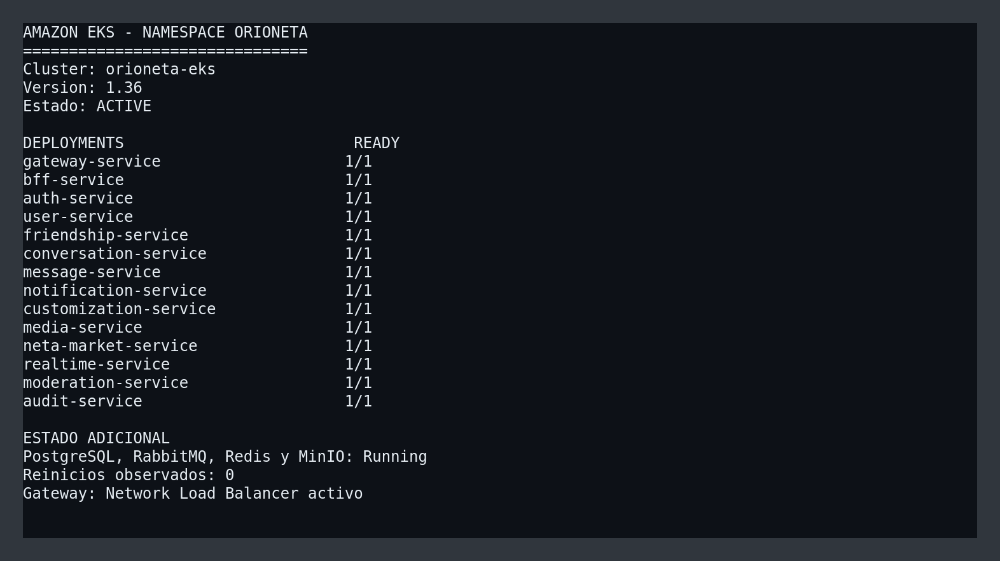 AMAZON EKS - NAMESPACE ORIONETA
===============================
Cluster: orioneta-eks
Version: 1.36
Estado: ACTIVE

DEPLOYMENTS                         READY
gateway-service                    1/1
bff-service                        1/1
auth-service                       1/1
user-service                       1/1
friendship-service                 1/1
conversation-service               1/1
message-service                    1/1
notification-service               1/1
customization-service              1/1
media-service                      1/1
neta-market-service                1/1
realtime-service                   1/1
moderation-service                 1/1
audit-service                      1/1

ESTADO ADICIONAL
PostgreSQL, RabbitMQ, Redis y MinIO: Running
Reinicios observados: 0
Gateway: Network Load Balancer activo